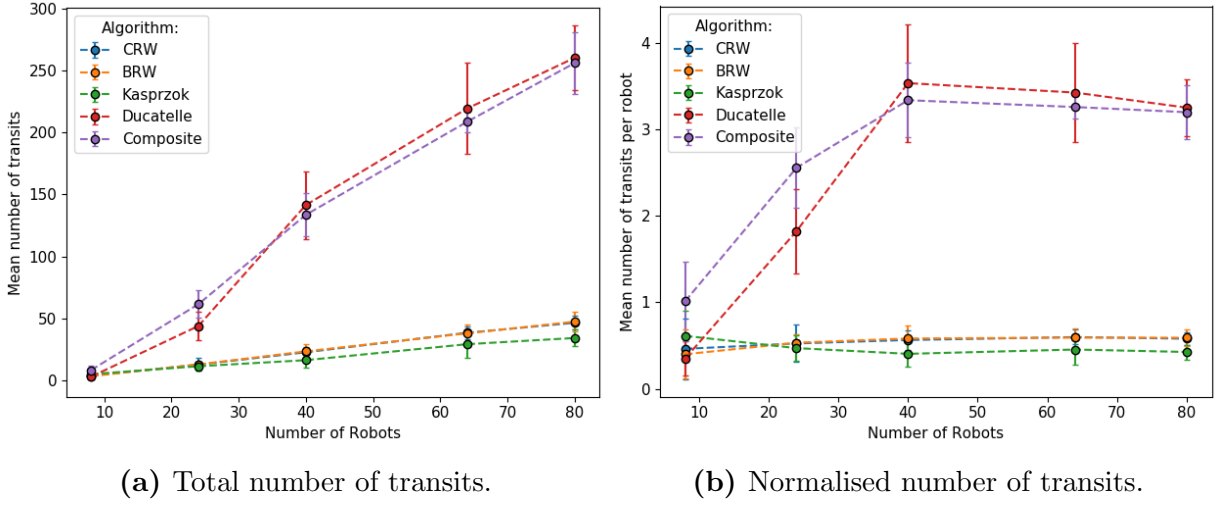 300
250
200
150
100
50
0
Mean number of transits
Algorithm:
CRW
BRW
Kasprzok
Ducatelle
Composite
10 20 30 40 50 60 70 80
Number of Robots
(a) Total number of transits.
4
3
2
1
0
Mean number of transits per robot
Algorithm:
CRW
BRW
Kasprzok
Ducatelle
Composite
10 20 30 40 50 60 70 80
Number of Robots
(b) Normalised number of transits.